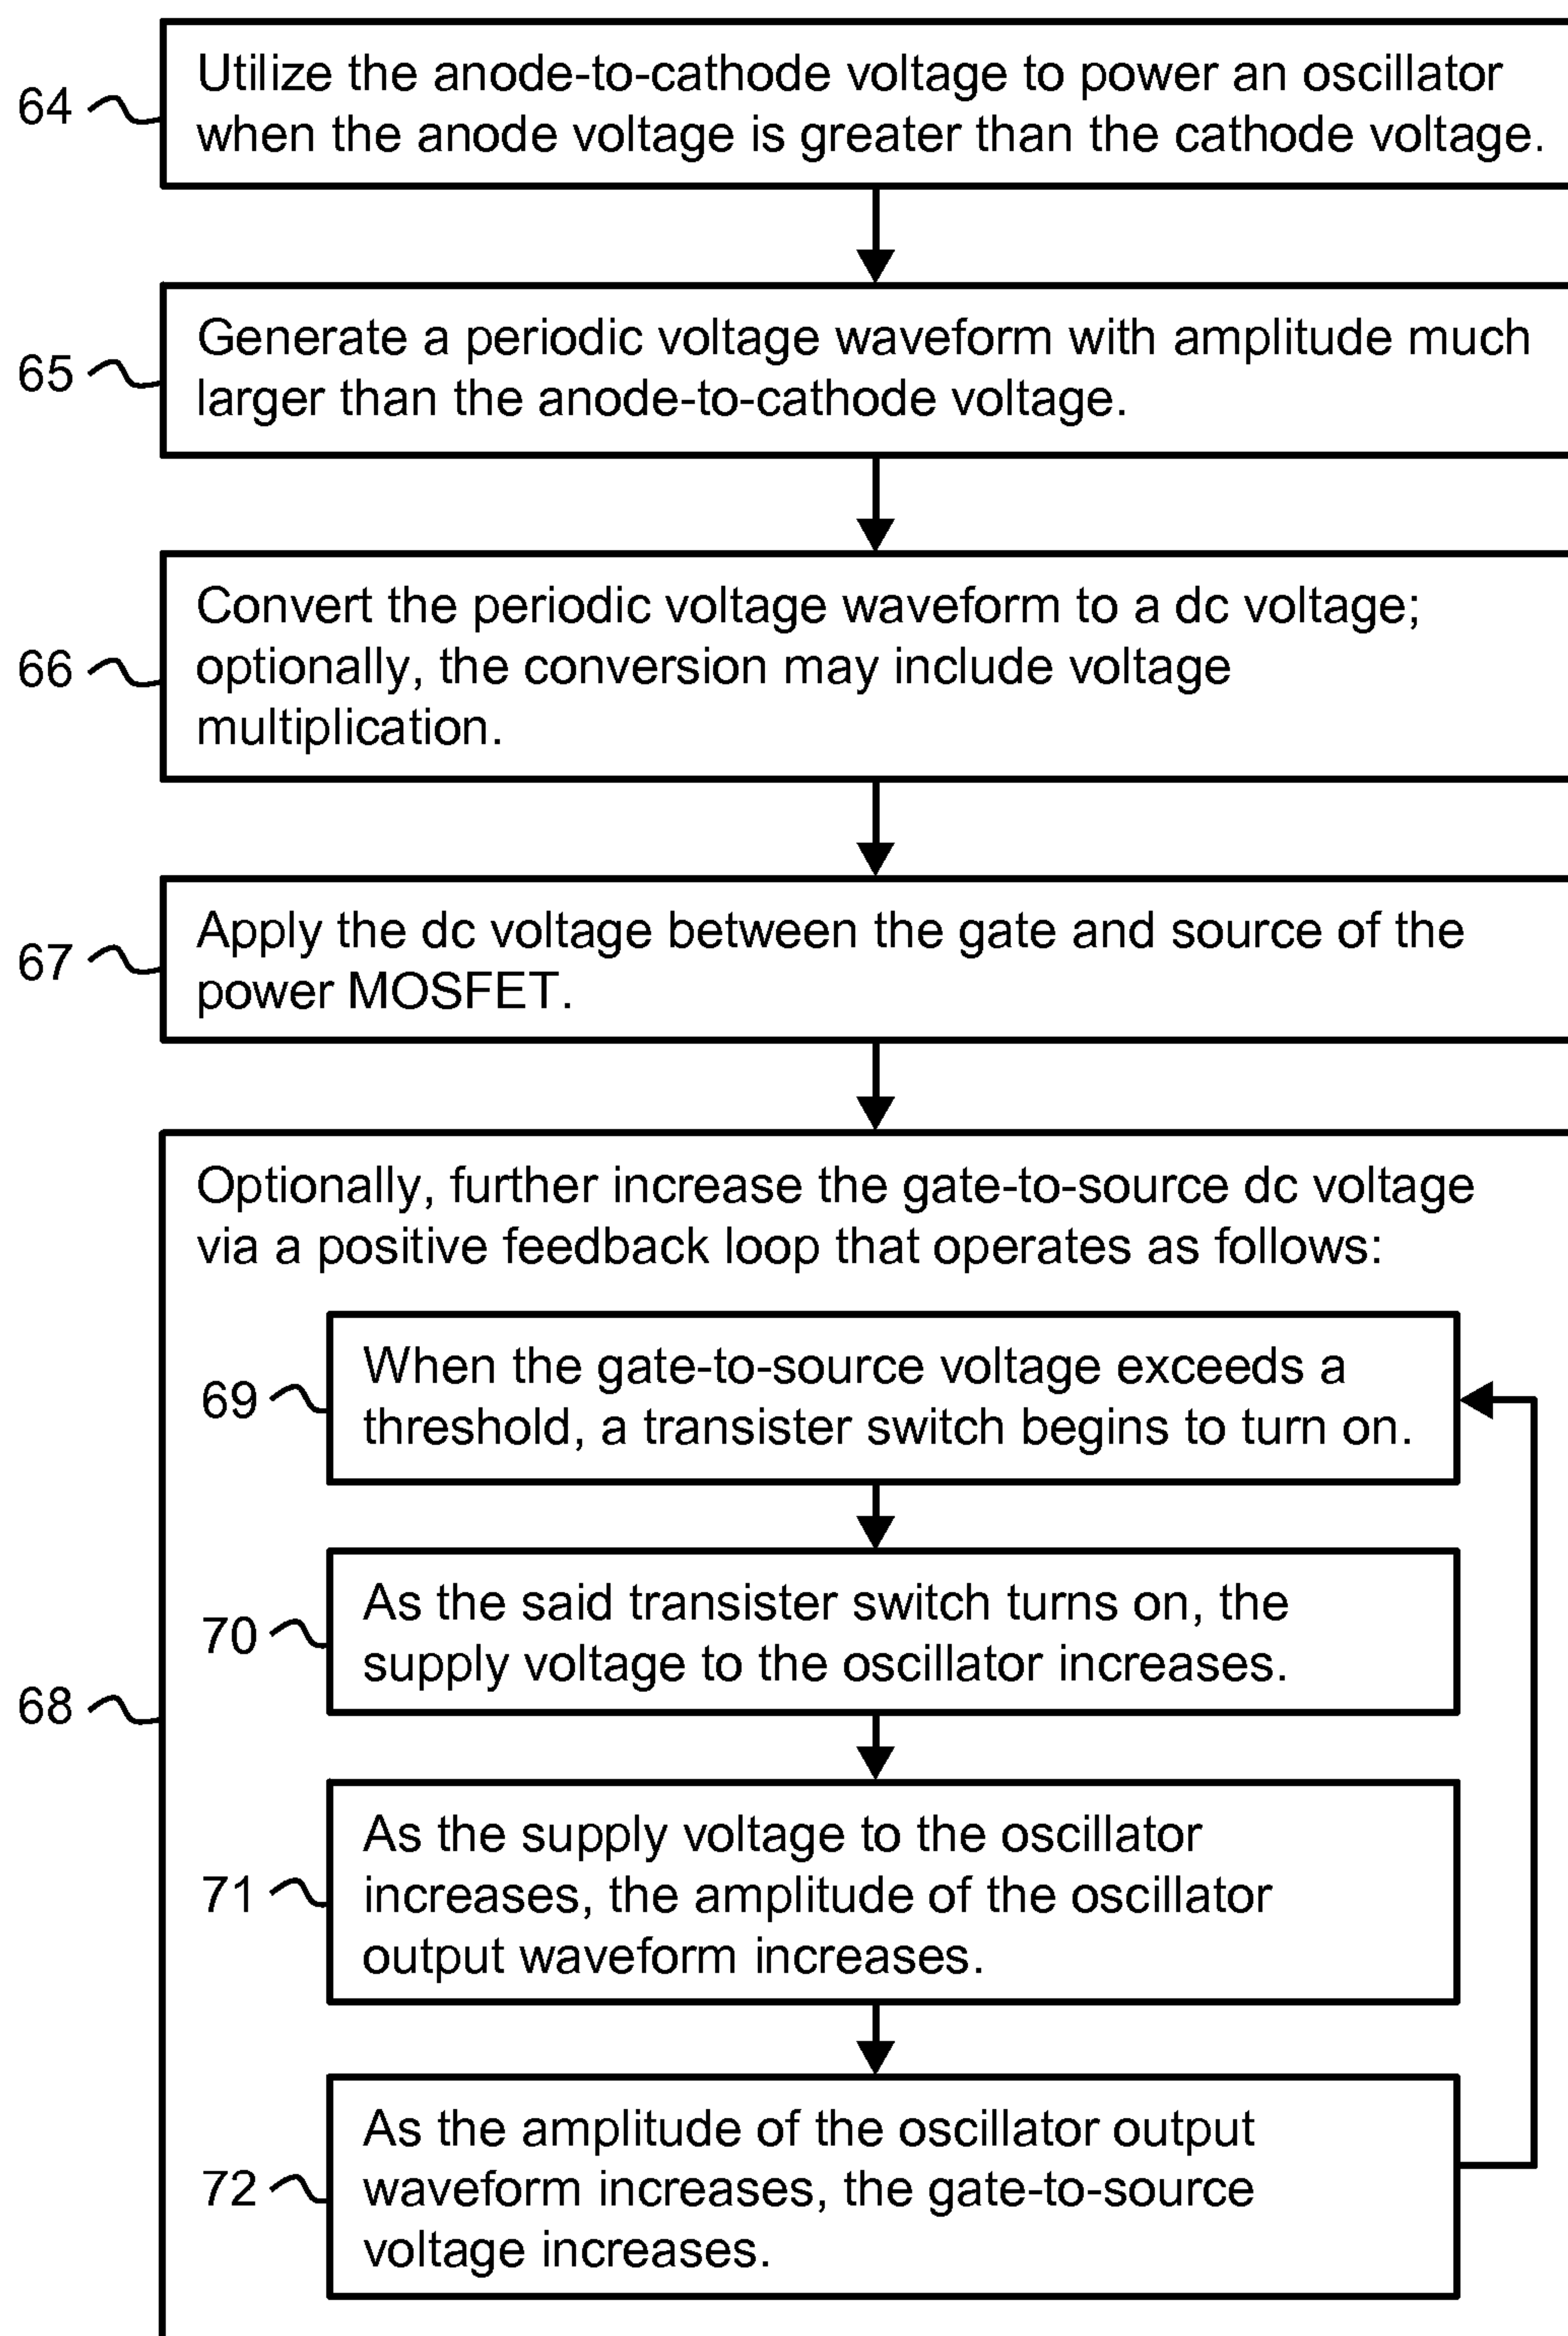 64
Utilize the anode-to-cathode voltage to power an oscillator
when the anode voltage is greater than the cathode voltage.
65
Generate a periodic voltage waveform with amplitude much
larger than the anode-to-cathode voltage.
66
Convert the periodic voltage waveform to a dc voltage;
optionally, the conversion may include voltage
multiplication.
67
Apply the dc voltage between the gate and source of the
power MOSFET.
68
Optionally, further increase the gate-to-source dc voltage
via a positive feedback loop that operates as follows:
69
When the gate-to-source voltage exceeds a
threshold, a transister switch begins to turn on.
70
As the said transister switch turns on, the
supply voltage to the oscillator increases.
71
As the supply voltage to the oscillator
increases, the amplitude of the oscillator
output waveform increases.
72
As the amplitude of the oscillator output
waveform increases, the gate-to-source
voltage increases.